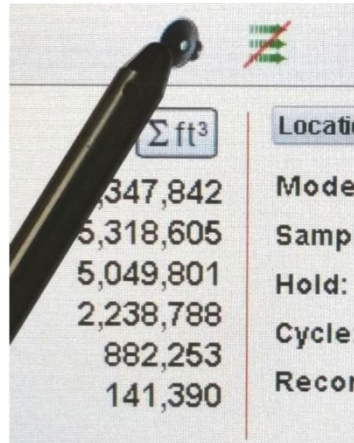 Σ ft³
Locati
,347,842
Mode
5,318,605
Samp
5,049,801
Hold:
2,238,788
Cycle
882,253
Recor
141,390